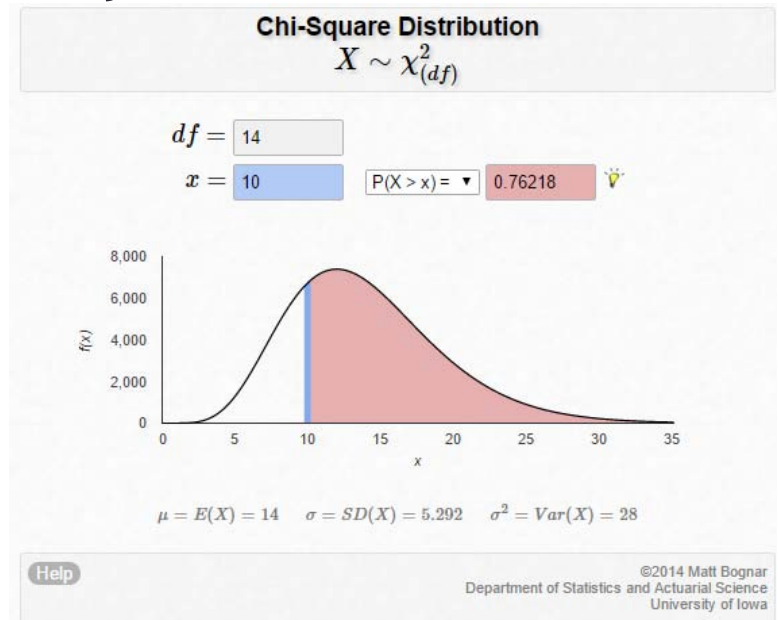 Chi-Square Distribution
X ∼ χ²₍df₎
df = 14
x = 10 P(X > x) = ▼ 0.76218
8,000
6,000
4,000
2,000
0
f(x)
0 5 10 15 20 25 30 35
x
μ = E(X) = 14 σ = SD(X) = 5.292 σ² = Var(X) = 28
Help
©2014 Matt Bognar
Department of Statistics and Actuarial Science
University of Iowa